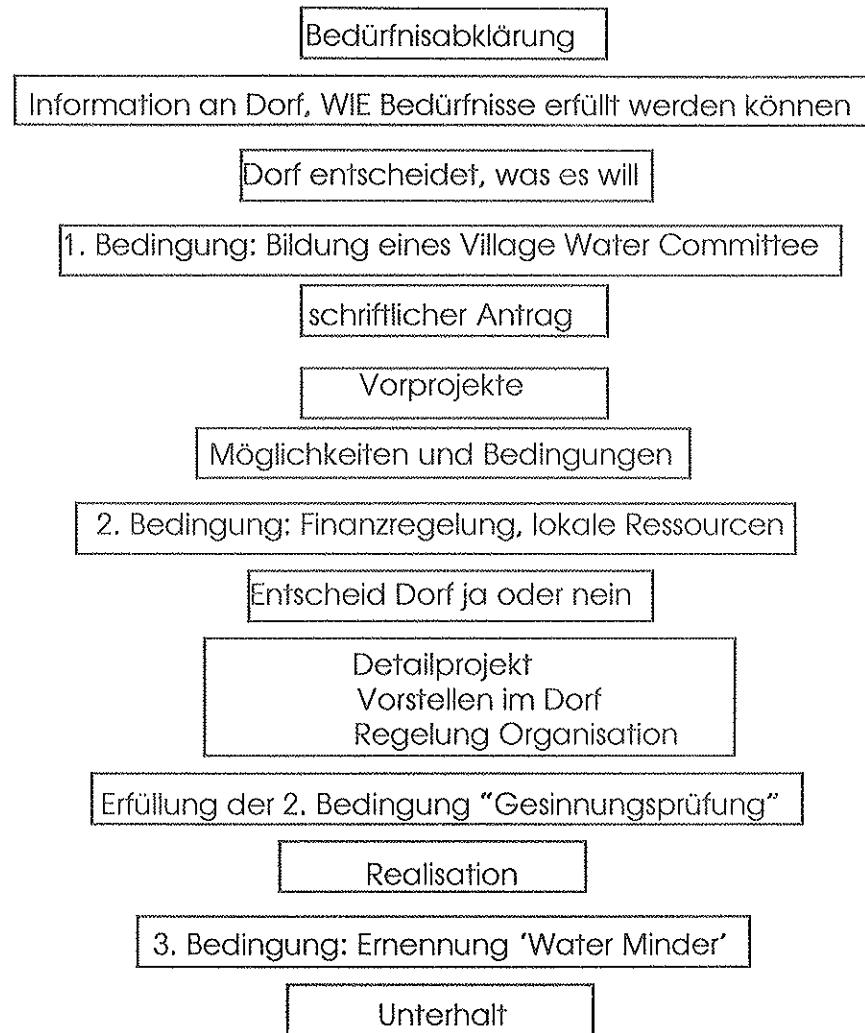 Bedürfnisabklärung
Information an Dorf, WIE Bedürfnisse erfüllt werden können
Dorf entscheidet, was es will
1. Bedingung: Bildung eines Village Water Committee
schriftlicher Antrag
Vorprojekte
Möglichkeiten und Bedingungen
2. Bedingung: Finanzregelung, lokale Ressourcen
Entscheid Dorf ja oder nein
Detailprojekt
Vorstellen im Dorf
Regelung Organisation
Erfüllung der 2. Bedingung “Gesinnungsprüfung”
Realisation
3. Bedingung: Ernennung ‘Water Minder’
Unterhalt